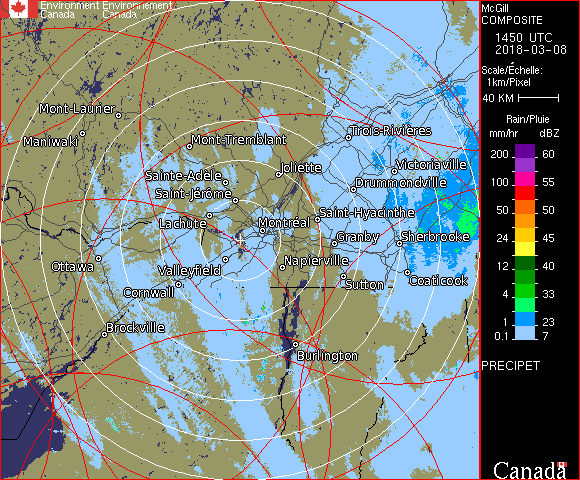 Environment Environnement
Canada Canada
McGill
COMPOSITE
1450 UTC
2018-03-08
Scale/Échelle:
1km/Pixel
40 KM
Rain/Pluie
mm/hr dBZ
200 60
100 55
50 50
24 45
12 40
4 33
1 23
0.1 7
PRECIPET
Canada
Mont-Laurier
Maniwaki
Mont-Tremblant
Trois-Rivières
Joliette
Victoriaville
Sainte-Adèle
Drummondville
Saint-Jérôme
Saint-Hyacinthe
Lachute
Montréal
Granby
Sherbrooke
Ottawa
Valleyfield
Napierville
Cornwall
Sutton
Coaticook
Brockville
Burlington